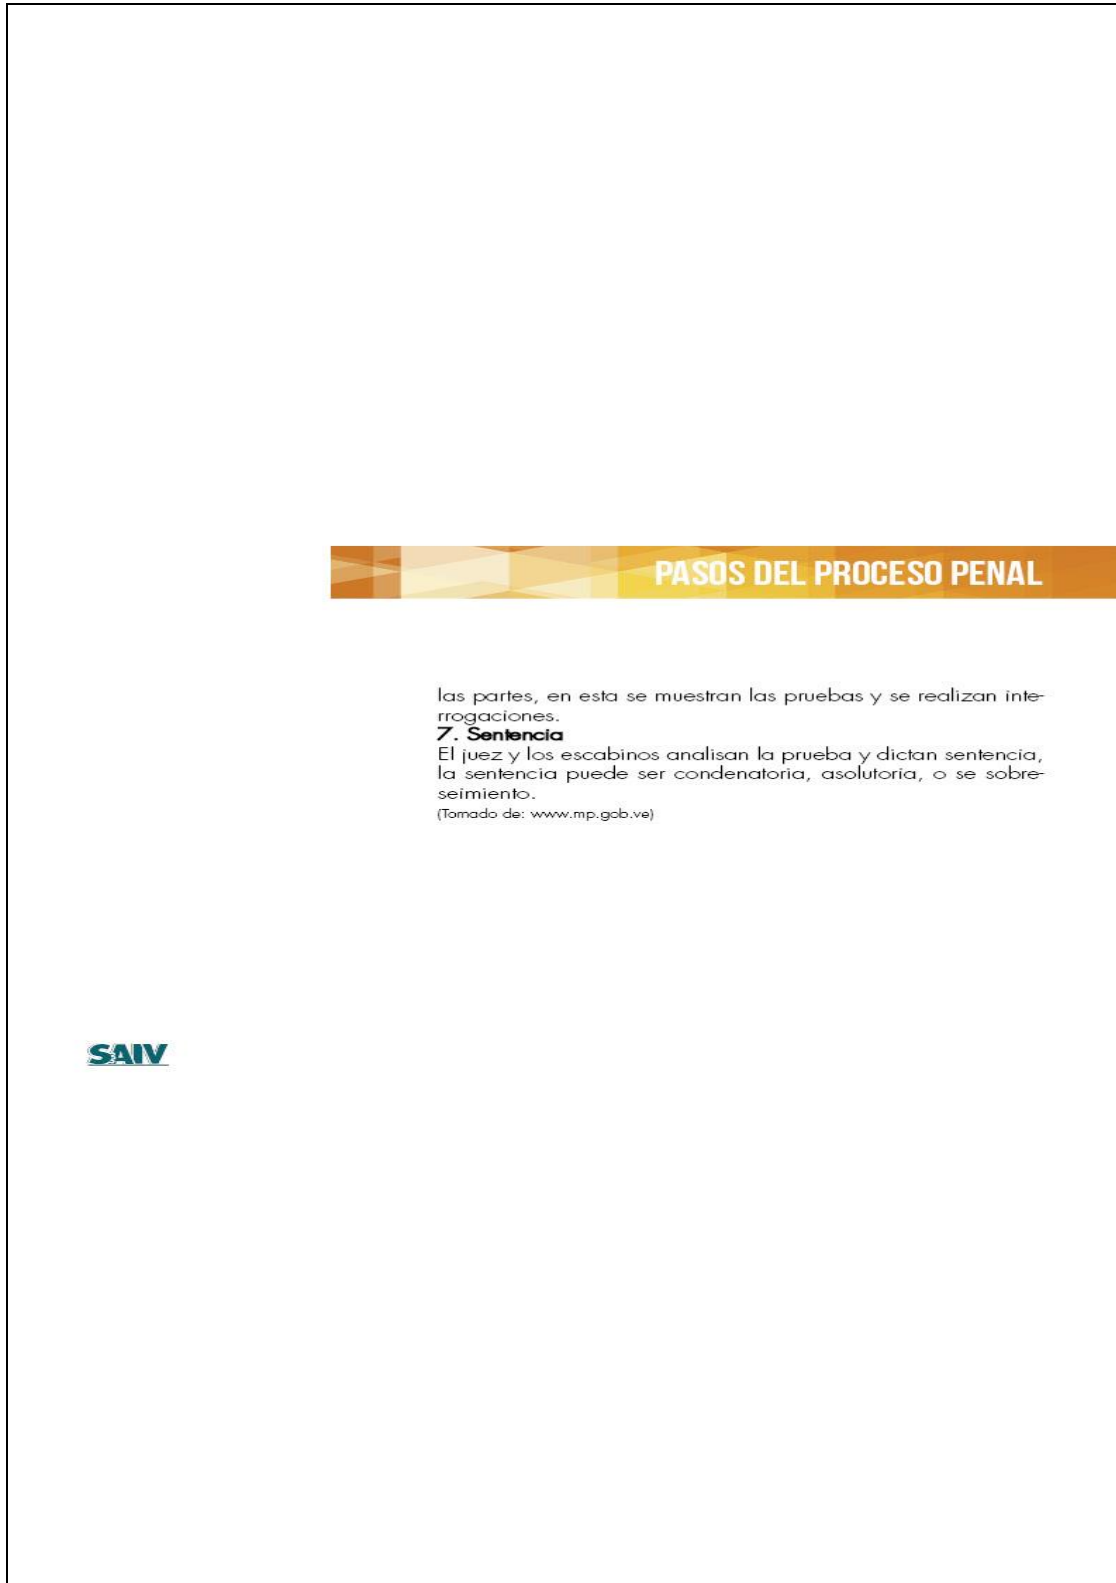 PASOS DEL PROCESO PENAL
las partes, en esta se muestran las pruebas y se realizan inte-
rrogaciones.
7. Sentencia
El juez y los escabinos analisan la prueba y dictan sentencia,
la sentencia puede ser condenatoria, asolutoria, o se sobre-
seimiento.
(Tomado de: www.mp.gob.ve)
SAIV